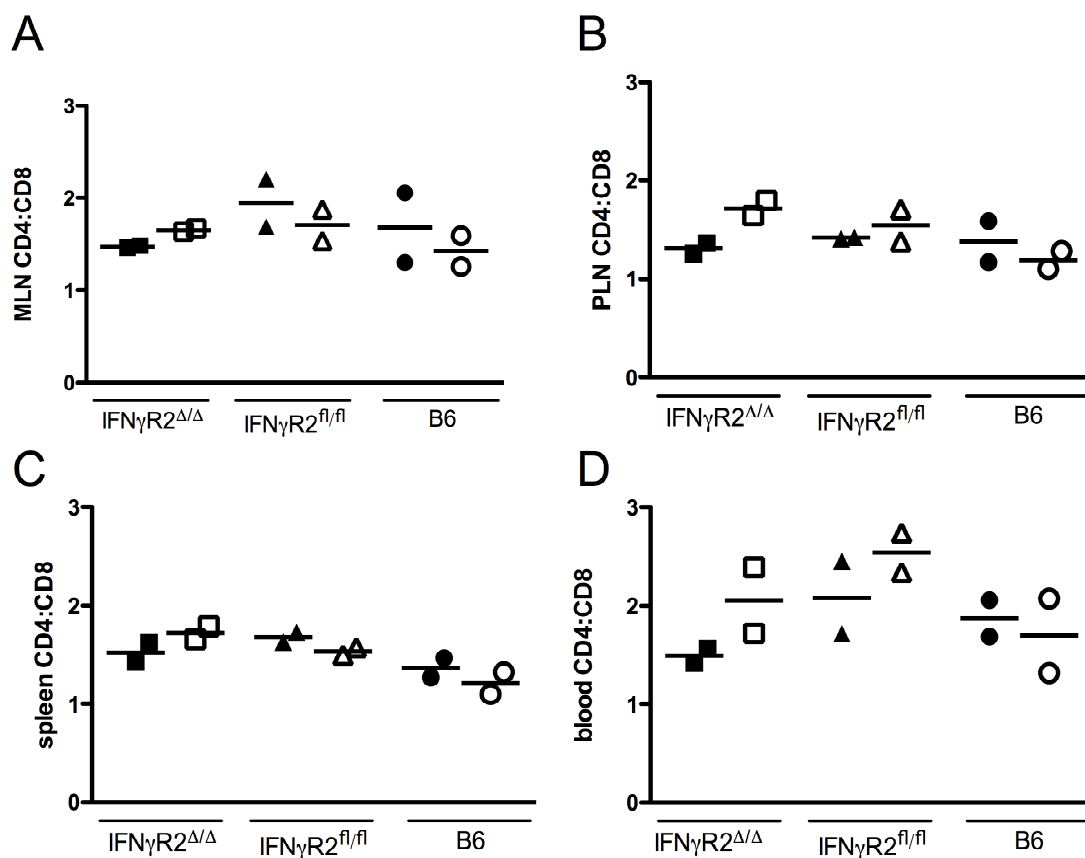 A
MLN CD4:CD8
3
2
1
0
IFNγR2Δ/Δ
IFNγR2fl/fl
B6
B
PLN CD4:CD8
3
2
1
0
IFNγR2Δ/Δ
IFNγR2fl/fl
B6
C
spleen CD4:CD8
3
2
1
0
IFNγR2Δ/Δ
IFNγR2fl/fl
B6
D
blood CD4:CD8
3
2
1
0
IFNγR2Δ/Δ
IFNγR2fl/fl
B6